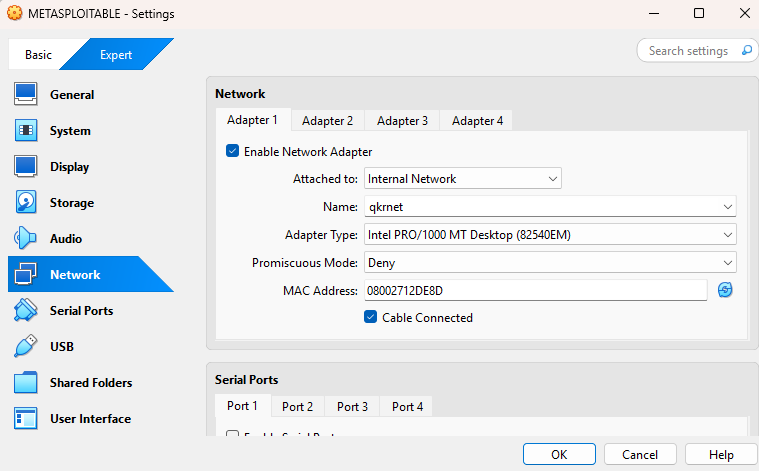 METASPLOITABLE - Settings
Basic
Expert
Search settings
General
System
Display
Storage
Audio
Network
Serial Ports
USB
Shared Folders
User Interface
Network
Adapter 1 Adapter 2 Adapter 3 Adapter 4
Enable Network Adapter
Attached to: Internal Network
Name: qkrnet
Adapter Type: Intel PRO/1000 MT Desktop (82540EM)
Promiscuous Mode: Deny
MAC Address: 08002712DE8D
Cable Connected
Serial Ports
Port 1 Port 2 Port 3 Port 4
Enable Serial Port
OK Cancel Help